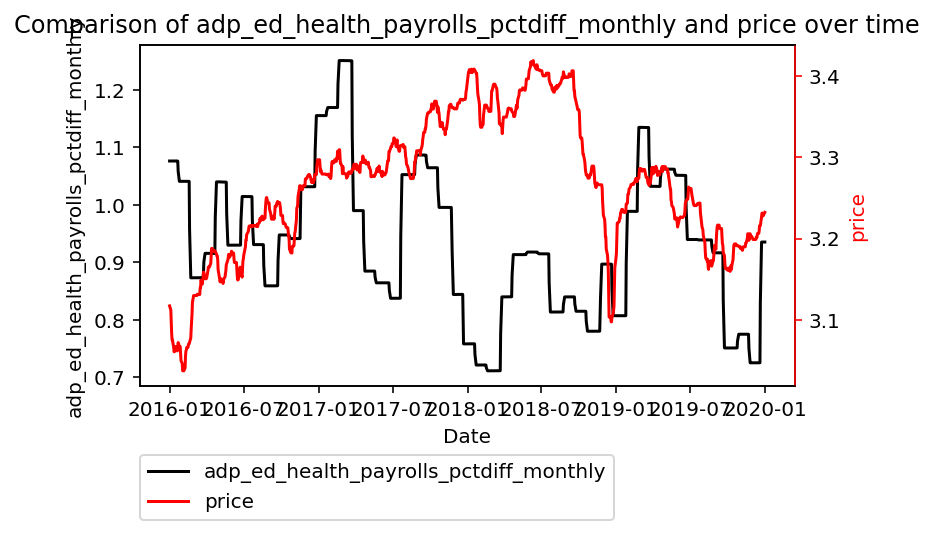 Comparison of adp_ed_health_payrolls_pctdiff_monthly and price over time
adp_ed_health_payrolls_pctdiff_monthly
1.2
1.1
1.0
0.9
0.8
0.7
3.4
3.3
3.2
3.1
price
2016-01 2016-07 2017-01 2017-07 2018-01 2018-07 2019-01 2019-07 2020-01
Date
adp_ed_health_payrolls_pctdiff_monthly
price